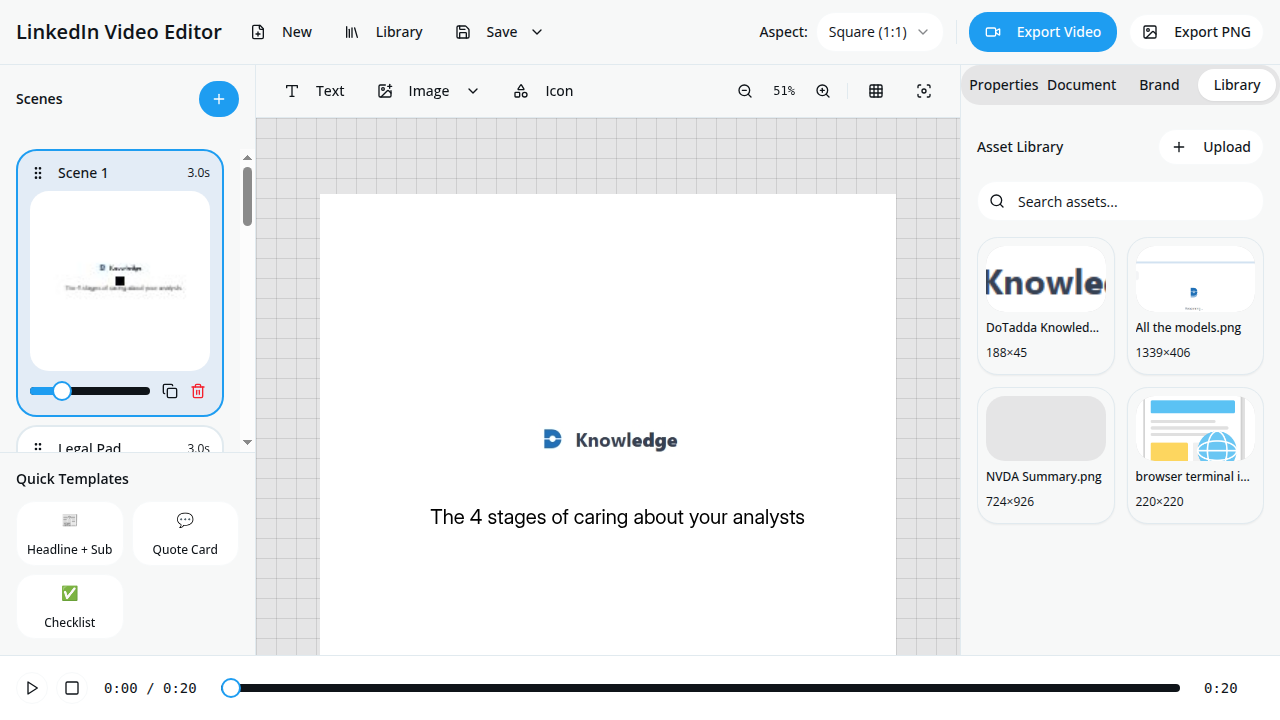 LinkedIn Video Editor
New
Library
Save
Aspect:
Square (1:1)
Export Video
Export PNG
Scenes
Text
Image
Icon
51%
Properties
Document
Brand
Library
Scene 1
3.0s
Knowledge
The 4 stages of caring about your analysts
Legal Pad
3.0s
Quick Templates
Headline + Sub
Quote Card
Checklist
Knowledge
The 4 stages of caring about your analysts
Asset Library
Upload
Search assets...
Knowle
DoTadda Knowled...
188×45
All the models.png
1339×406
NVDA Summary.png
724×926
browser terminal i...
220×220
0:00 / 0:20
0:20